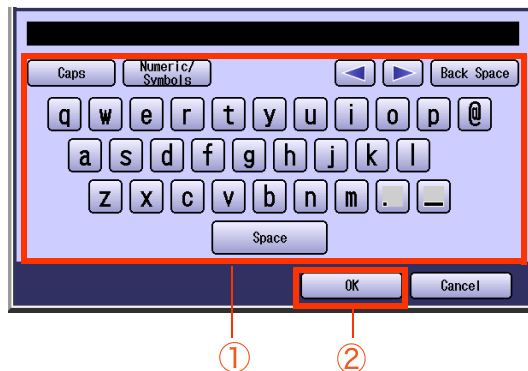 Caps Numeric/ Back Space
Symbols
q w e r t y u i o p @
a s d f g h j k l
z x c v b n m . _
Space
OK Cancel
① ②